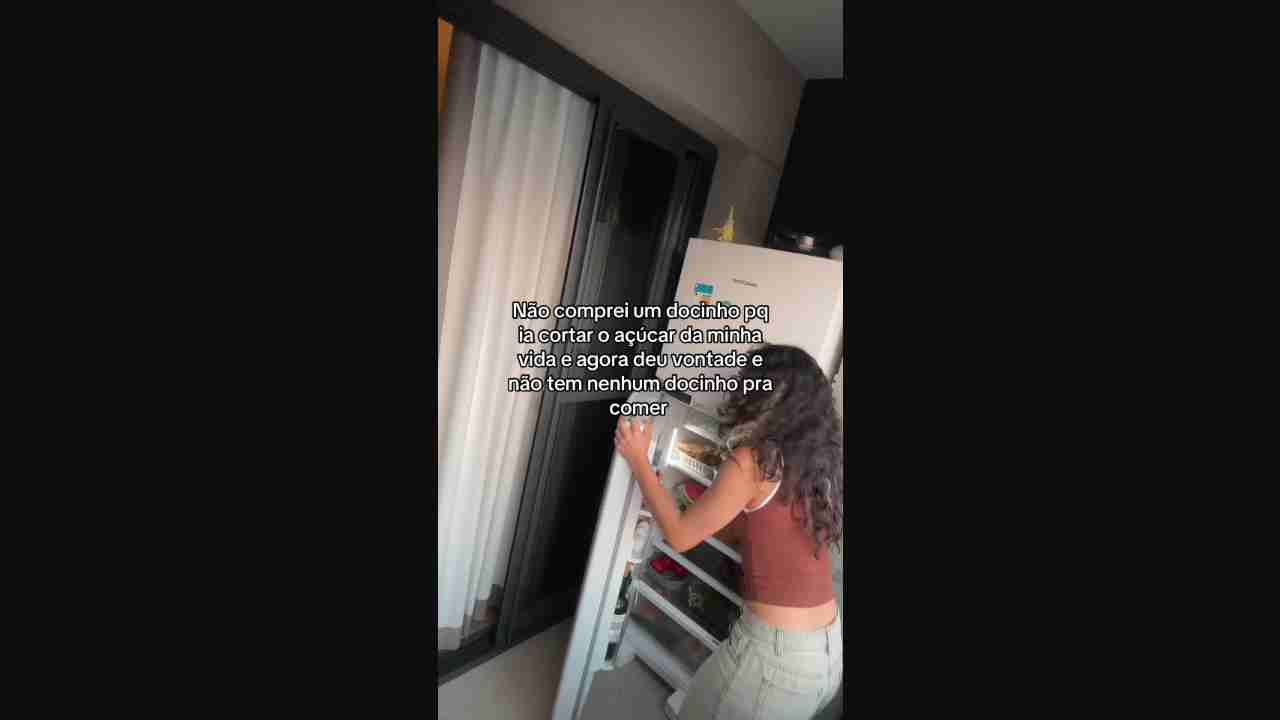 Não comprei um docinho pq
ia cortar o açúcar da minha
vida e agora deu vontade e
não tem nenhum docinho pra
comer